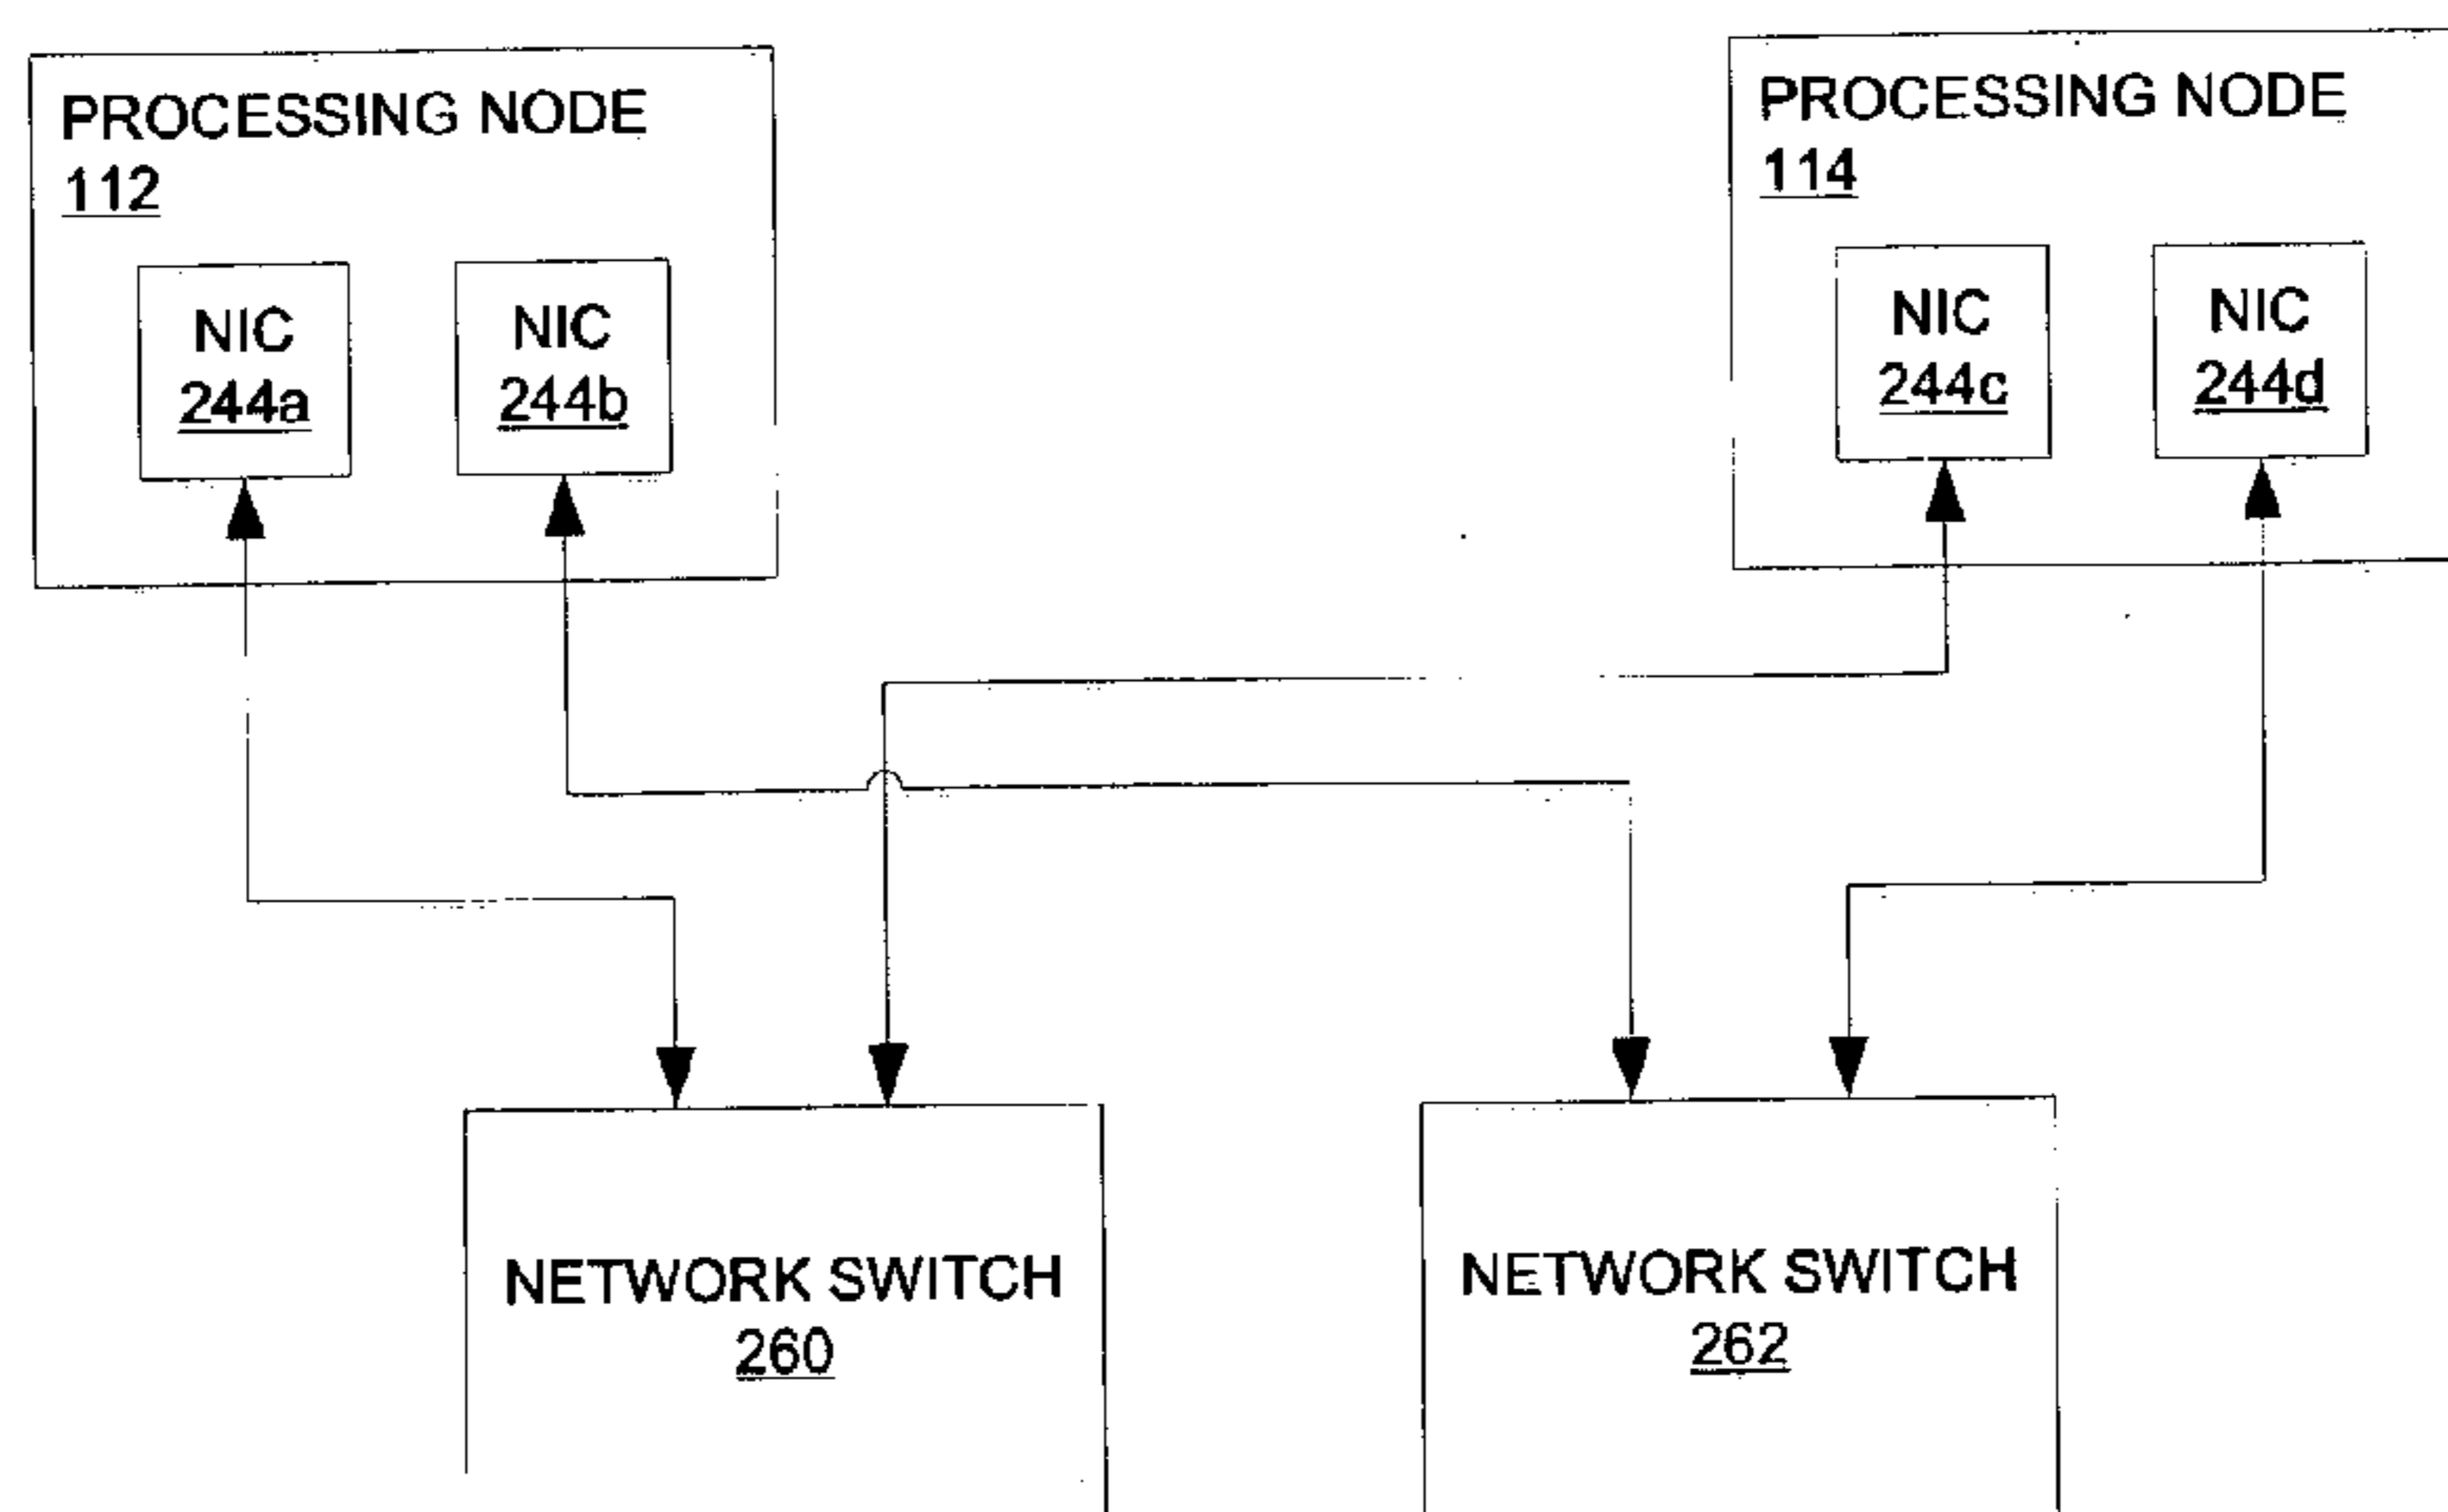 PROCESSING NODE
112
NIC
244a
NIC
244b
PROCESSING NODE
114
NIC
244c
NIC
244d
NETWORK SWITCH
260
NETWORK SWITCH
262